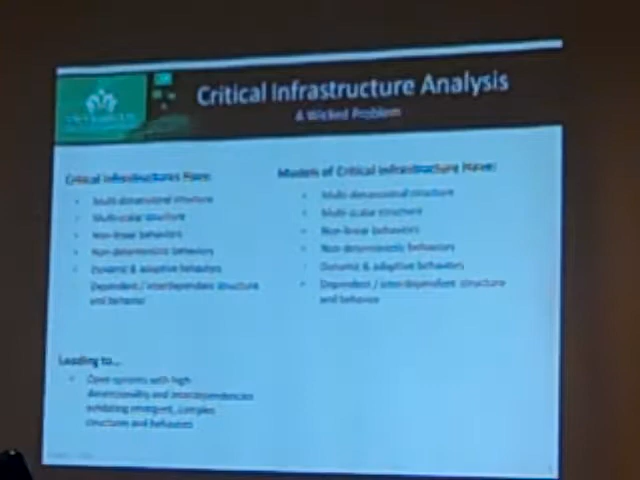 Critical Infrastructure Analysis
A Wicked Problem
Critical Infrastructures Have:
Multi-dimensional structure
Multi-scalar structure
Non-linear behaviors
Non-deterministic behaviors
Dynamic & adaptive behaviors
Dependent / interdependent structure
and behavior
Models of Critical Infrastructure Have:
Multi-dimensional structure
Multi-scalar structure
Non-linear behaviors
Non-deterministic behaviors
Dynamic & adaptive behaviors
Dependent / interdependent structure
and behavior
Leading to...
Open systems with high
dimensionality and interdependencies
exhibiting emergent, complex
structures and behaviors